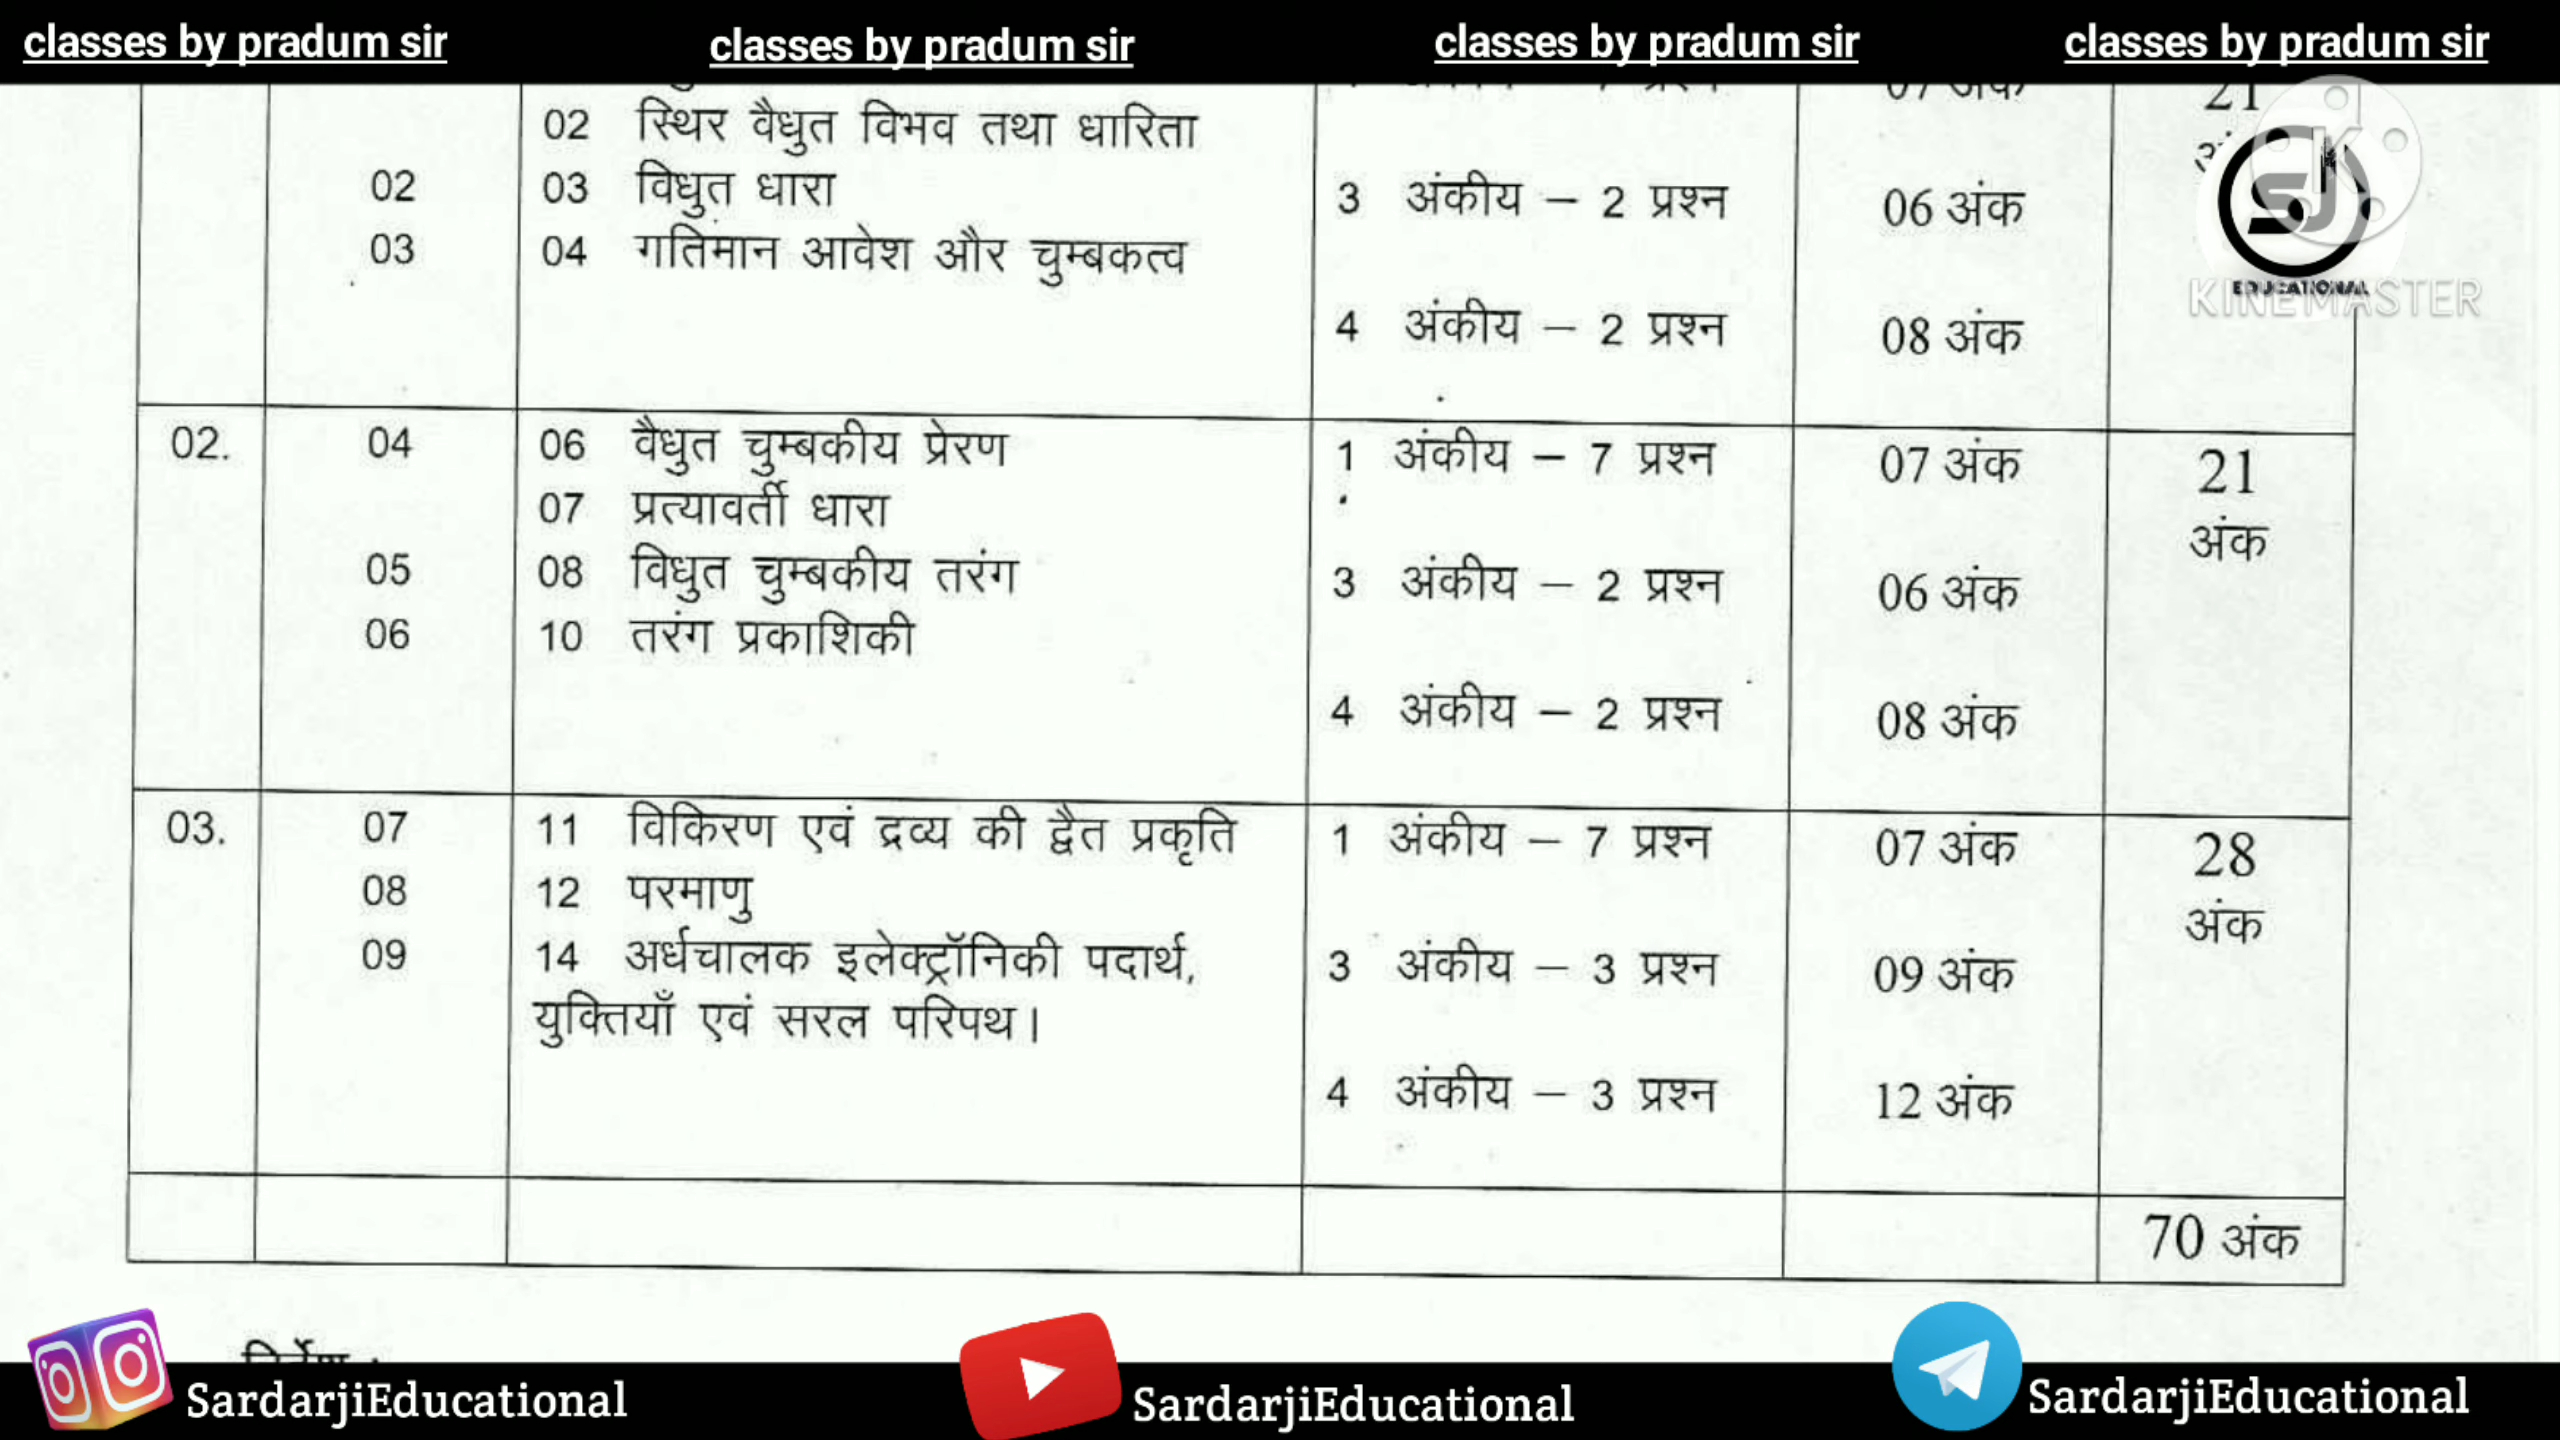 classes by pradum sir classes by pradum sir classes by pradum sir classes by pradum sir
07 अंक 21
02 स्थिर वैधुत विभव तथा धारिता
02 03 विधुत धारा 3 अंकीय – 2 प्रश्न 06 अंक
03 04 गतिमान आवेश और चुम्बकत्व
EDUCATIONAL
KINEMASTER
4 अंकीय – 2 प्रश्न 08 अंक
02. 04 06 वैधुत चुम्बकीय प्रेरण 1 अंकीय – 7 प्रश्न 07 अंक 21
07 प्रत्यावर्ती धारा अंक
05 08 विधुत चुम्बकीय तरंग 3 अंकीय – 2 प्रश्न 06 अंक
06 10 तरंग प्रकाशिकी
4 अंकीय – 2 प्रश्न 08 अंक
03. 07 11 विकिरण एवं द्रव्य की द्वैत प्रकृति 1 अंकीय – 7 प्रश्न 07 अंक 28
08 12 परमाणु अंक
09 14 अर्धचालक इलेक्ट्रॉनिकी पदार्थ, 3 अंकीय – 3 प्रश्न 09 अंक
युक्तियाँ एवं सरल परिपथ।
4 अंकीय – 3 प्रश्न 12 अंक
70 अंक
SardarjiEducational SardarjiEducational SardarjiEducational